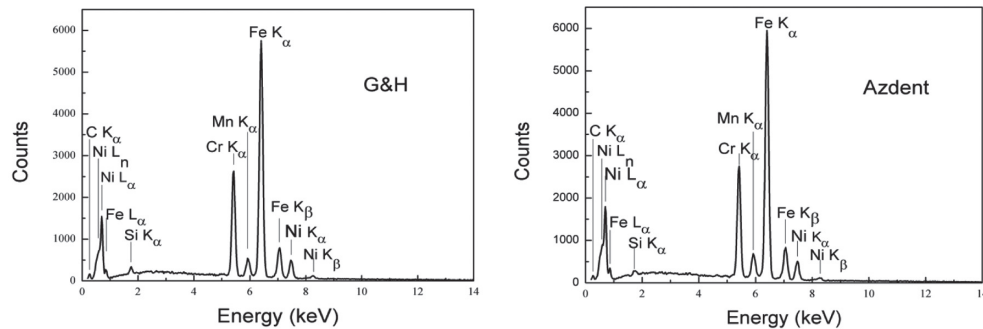 Fe Kα
6000
5000
G&H
4000
Mn Kα
Cr Kα
3000
C Kα
Ni Ln
Ni Lα
2000
Fe Lα
Si Kα
Fe Kβ
Ni Kα
Ni Kβ
1000
0
0 2 4 6 8 10 12 14
Counts
Energy (keV)
Fe Kα
6000
5000
Azdent
4000
Mn Kα
Cr Kα
3000
C Kα
Ni Ln
Ni Lα
2000
Fe Lα
Si Kα
Fe Kβ
Ni Kα
Ni Kβ
1000
0
0 2 4 6 8 10 12 14
Counts
Energy (keV)